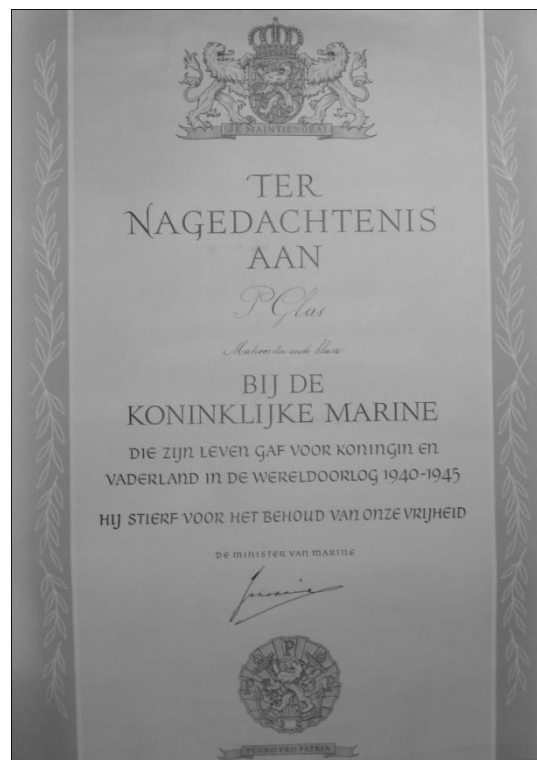 JE MAINTIENDRAI
TER
NAGEDACHTENIS
AAN
P Glas
Matroos der klasse
BIJ DE
KONINKLIJKE MARINE
DIE ZIJN LEVEN GAF VOOR KONINGIN EN
VADERLAND IN DE WERELDOORLOG 1940-1945
HIJ STIERF VOOR HET BEHOUD VAN ONZE VRIJHEID
DE MINISTER VAN MARINE
P P P
PUGNO PRO PATRIA